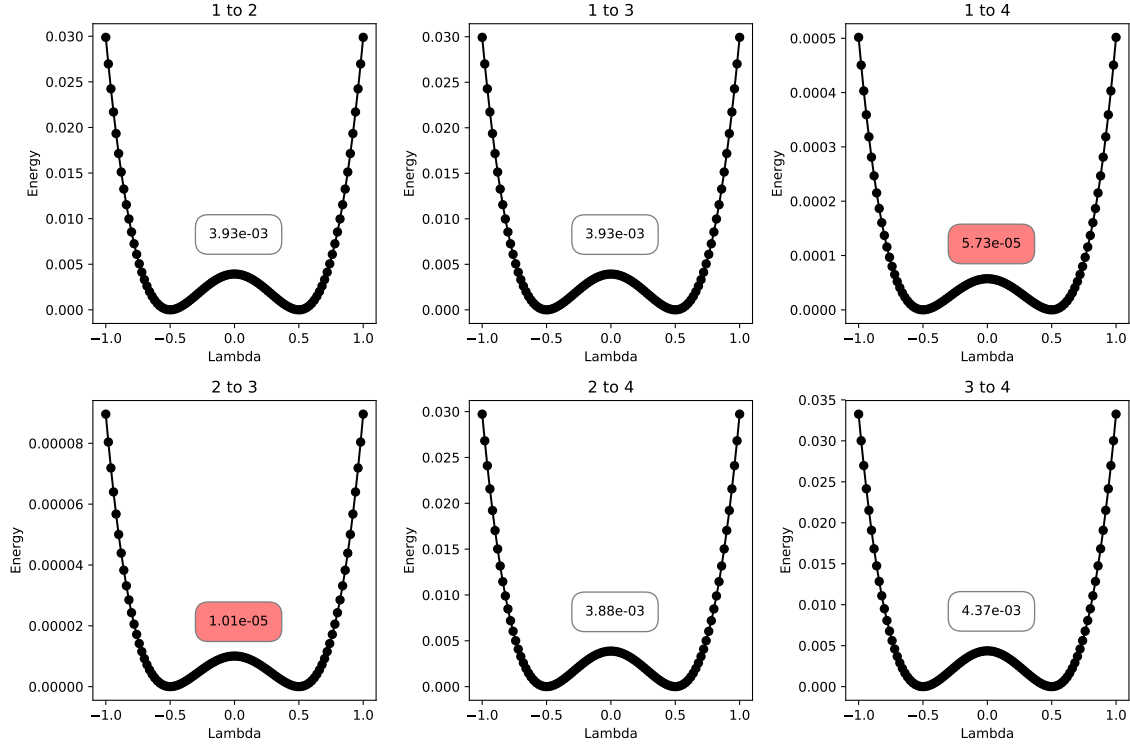 1 to 2
0.030
0.025
0.020
0.015
0.010
0.005
0.000
Energy
3.93e-03
−1.0 −0.5 0.0 0.5 1.0
Lambda
1 to 3
0.030
0.025
0.020
0.015
0.010
0.005
0.000
Energy
3.93e-03
−1.0 −0.5 0.0 0.5 1.0
Lambda
1 to 4
0.0005
0.0004
0.0003
0.0002
0.0001
0.0000
Energy
5.73e-05
−1.0 −0.5 0.0 0.5 1.0
Lambda
2 to 3
0.00008
0.00006
0.00004
0.00002
0.00000
Energy
1.01e-05
−1.0 −0.5 0.0 0.5 1.0
Lambda
2 to 4
0.030
0.025
0.020
0.015
0.010
0.005
0.000
Energy
3.88e-03
−1.0 −0.5 0.0 0.5 1.0
Lambda
3 to 4
0.035
0.030
0.025
0.020
0.015
0.010
0.005
0.000
Energy
4.37e-03
−1.0 −0.5 0.0 0.5 1.0
Lambda